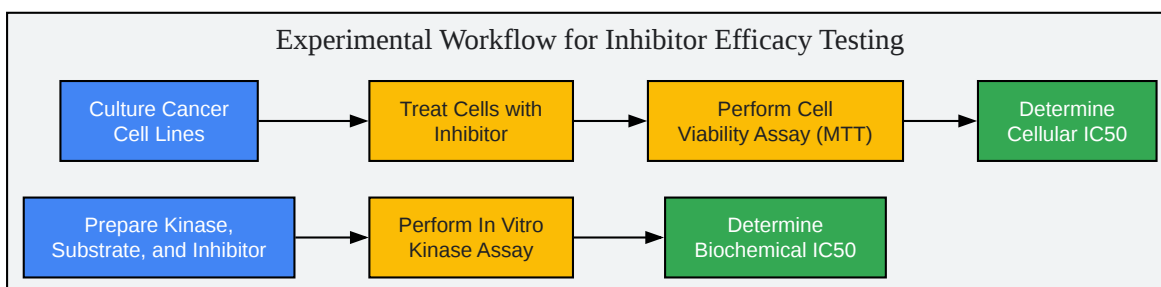 Experimental Workflow for Inhibitor Efficacy Testing
Culture Cancer
Cell Lines
Treat Cells with
Inhibitor
Perform Cell
Viability Assay (MTT)
Determine
Cellular IC50
Prepare Kinase,
Substrate, and Inhibitor
Perform In Vitro
Kinase Assay
Determine
Biochemical IC50